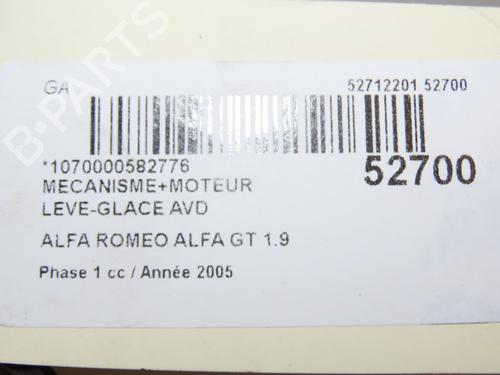 GA
52712201 52700
*1070000582776
52700
MECANISME+MOTEUR
LEVE-GLACE AVD
ALFA ROMEO ALFA GT 1.9
Phase 1 cc / Année 2005
B-PARTS